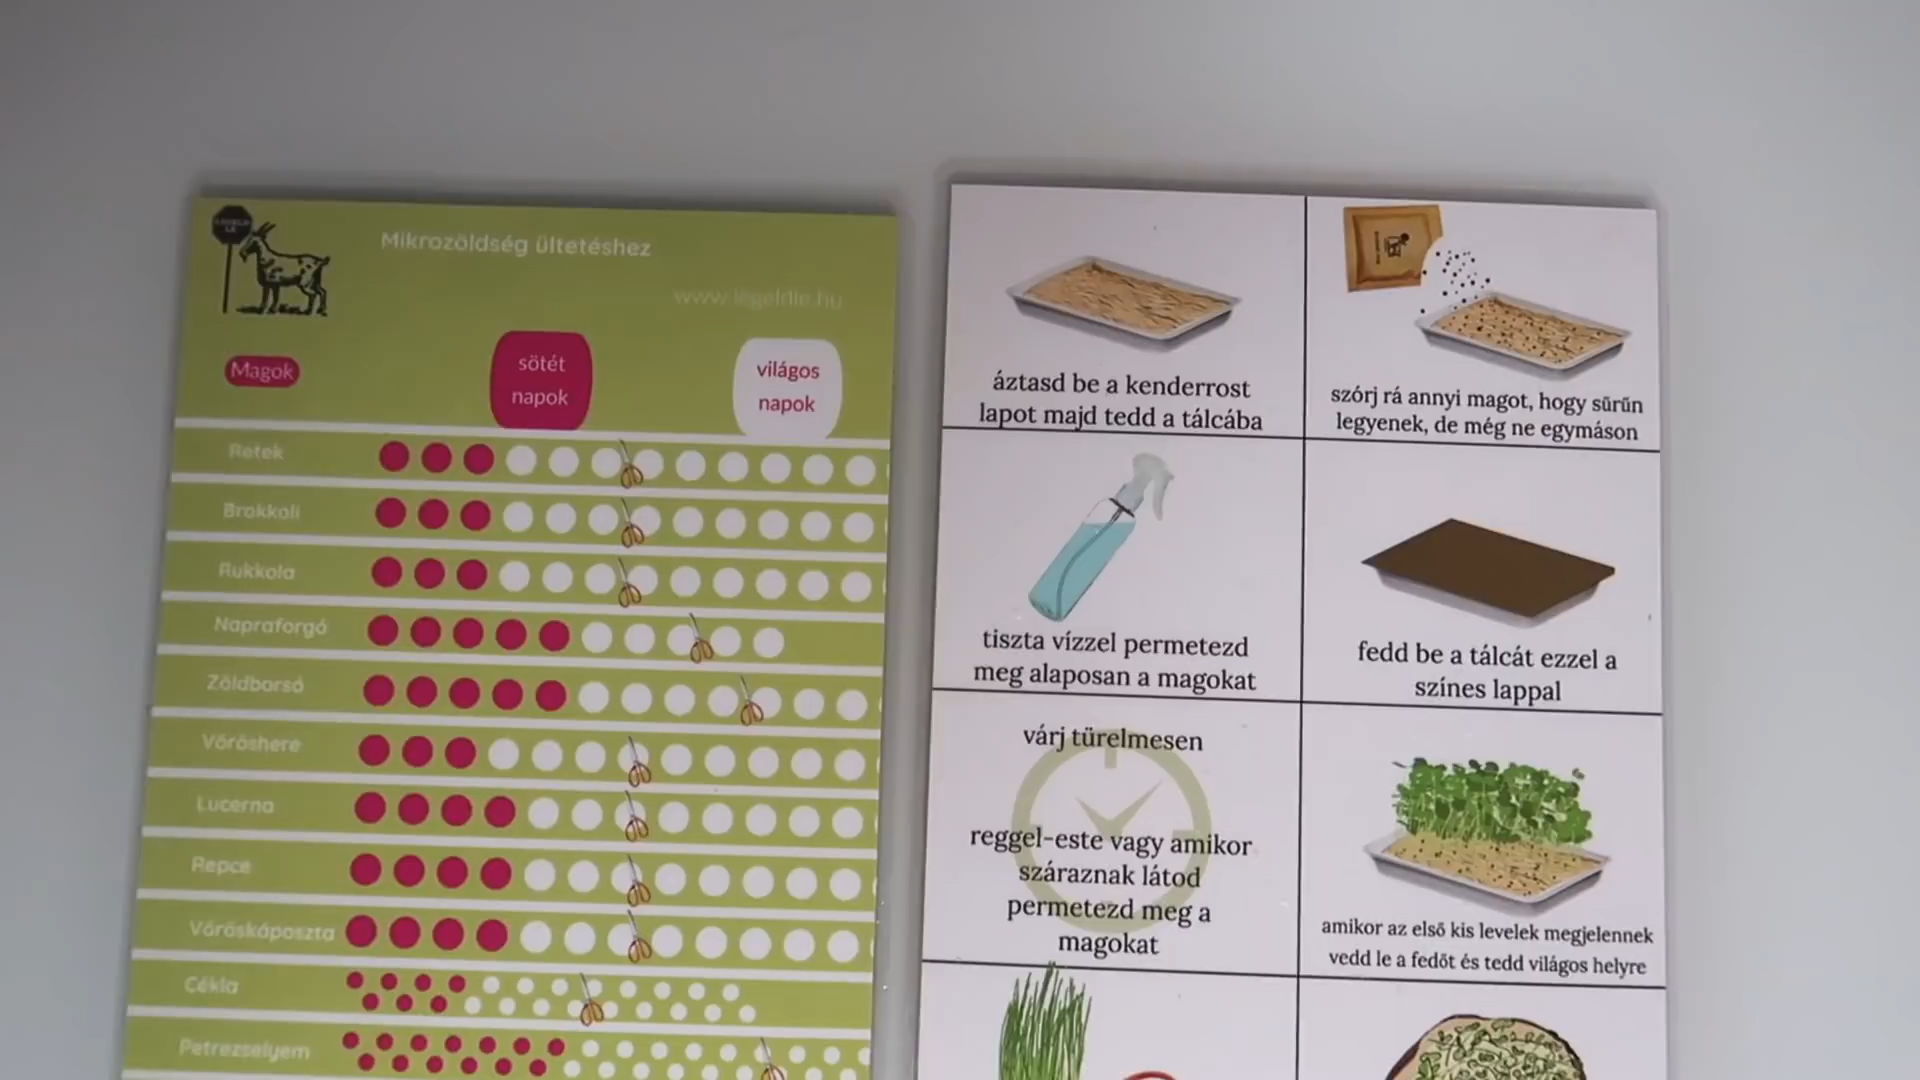 Mikrozöldség ültetéshez
www.legeldle.hu
Magok
sötét
napok
világos
napok
Retek
Brokkoli
Rukkola
Napraforgó
Zöldborsó
Vöröshere
Lucerna
Repce
Vöröskáposzta
Cékla
Petrezselyem
áztasd be a kenderrost
lapot majd tedd a tálcába
szórj rá annyi magot, hogy sűrűn
legyenek, de még ne egymáson
tiszta vízzel permetezd
meg alaposan a magokat
fedd be a tálcát ezzel a
színes lappal
várj türelmesen
reggel-este vagy amikor
száraznak látod
permetezd meg a
magokat
amikor az első kis levelek megjelennek
vedd le a fedőt és tedd világos helyre